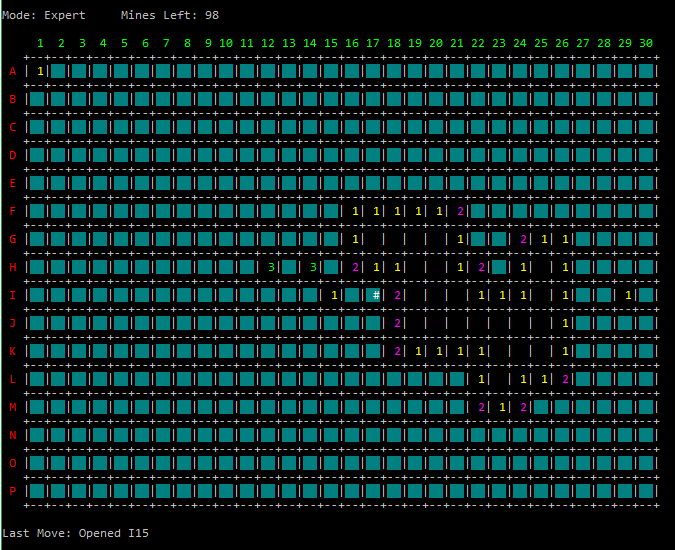 Mode: Expert Mines Left: 98
1 2 3 4 5 6 7 8 9 10 11 12 13 14 15 16 17 18 19 20 21 22 23 24 25 26 27 28 29 30
A 1
B
C
D
E
F 1 1 1 1 1 2
G 1 1 2 1 1
H 3 3 2 1 1 1 2 1 1
I 1 # 2 1 1 1 1 1
J 2 1
K 2 1 1 1 1 1
L 1 1 1 2
M 2 1 2
N
O
P
Last Move: Opened I15